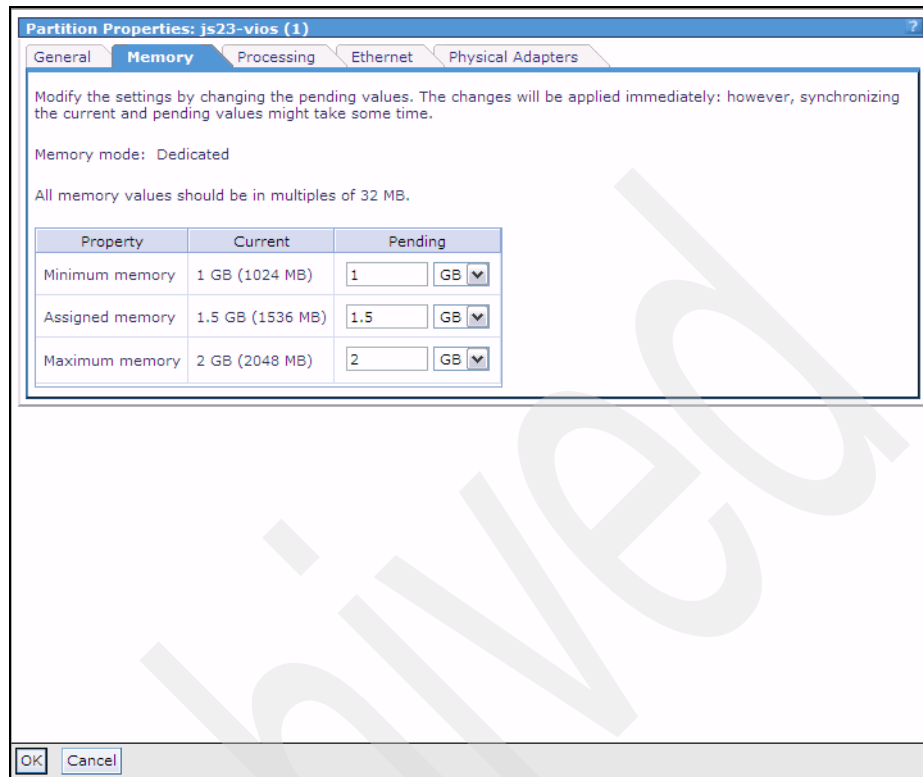 Partition Properties: js23-vios (1) ?
General Memory Processing Ethernet Physical Adapters
Modify the settings by changing the pending values. The changes will be applied immediately: however, synchronizing
the current and pending values might take some time.
Memory mode: Dedicated
All memory values should be in multiples of 32 MB.
Property Current Pending
Minimum memory 1 GB (1024 MB) 1 GB
Assigned memory 1.5 GB (1536 MB) 1.5 GB
Maximum memory 2 GB (2048 MB) 2 GB
hived
OK Cancel